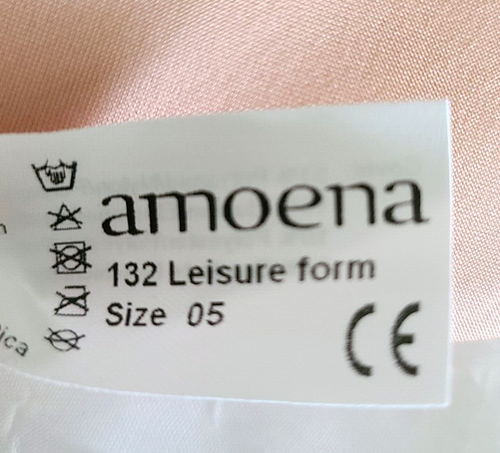 amoena
132 Leisure form
Size 05
CE